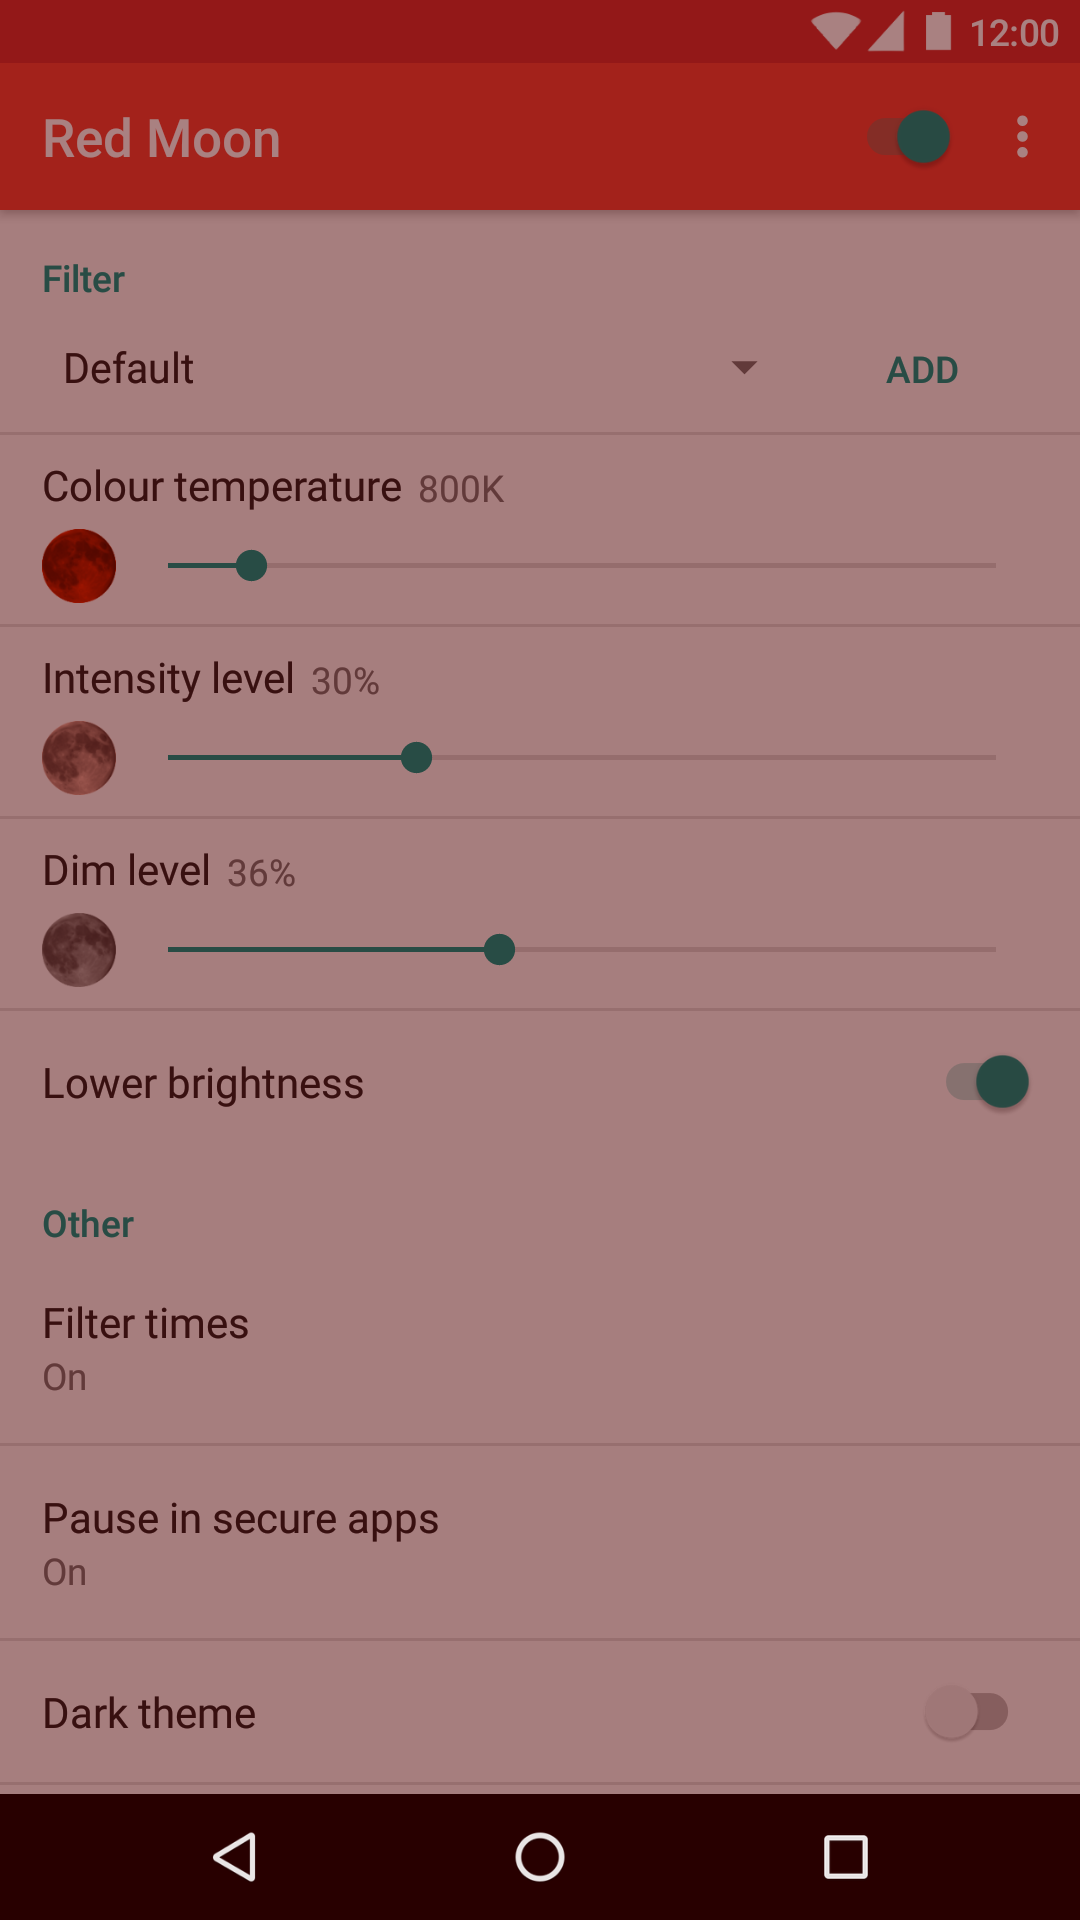 12:00
Red Moon
Filter
Default ADD
Colour temperature 800K
Intensity level 30%
Dim level 36%
Lower brightness
Other
Filter times
On
Pause in secure apps
On
Dark theme